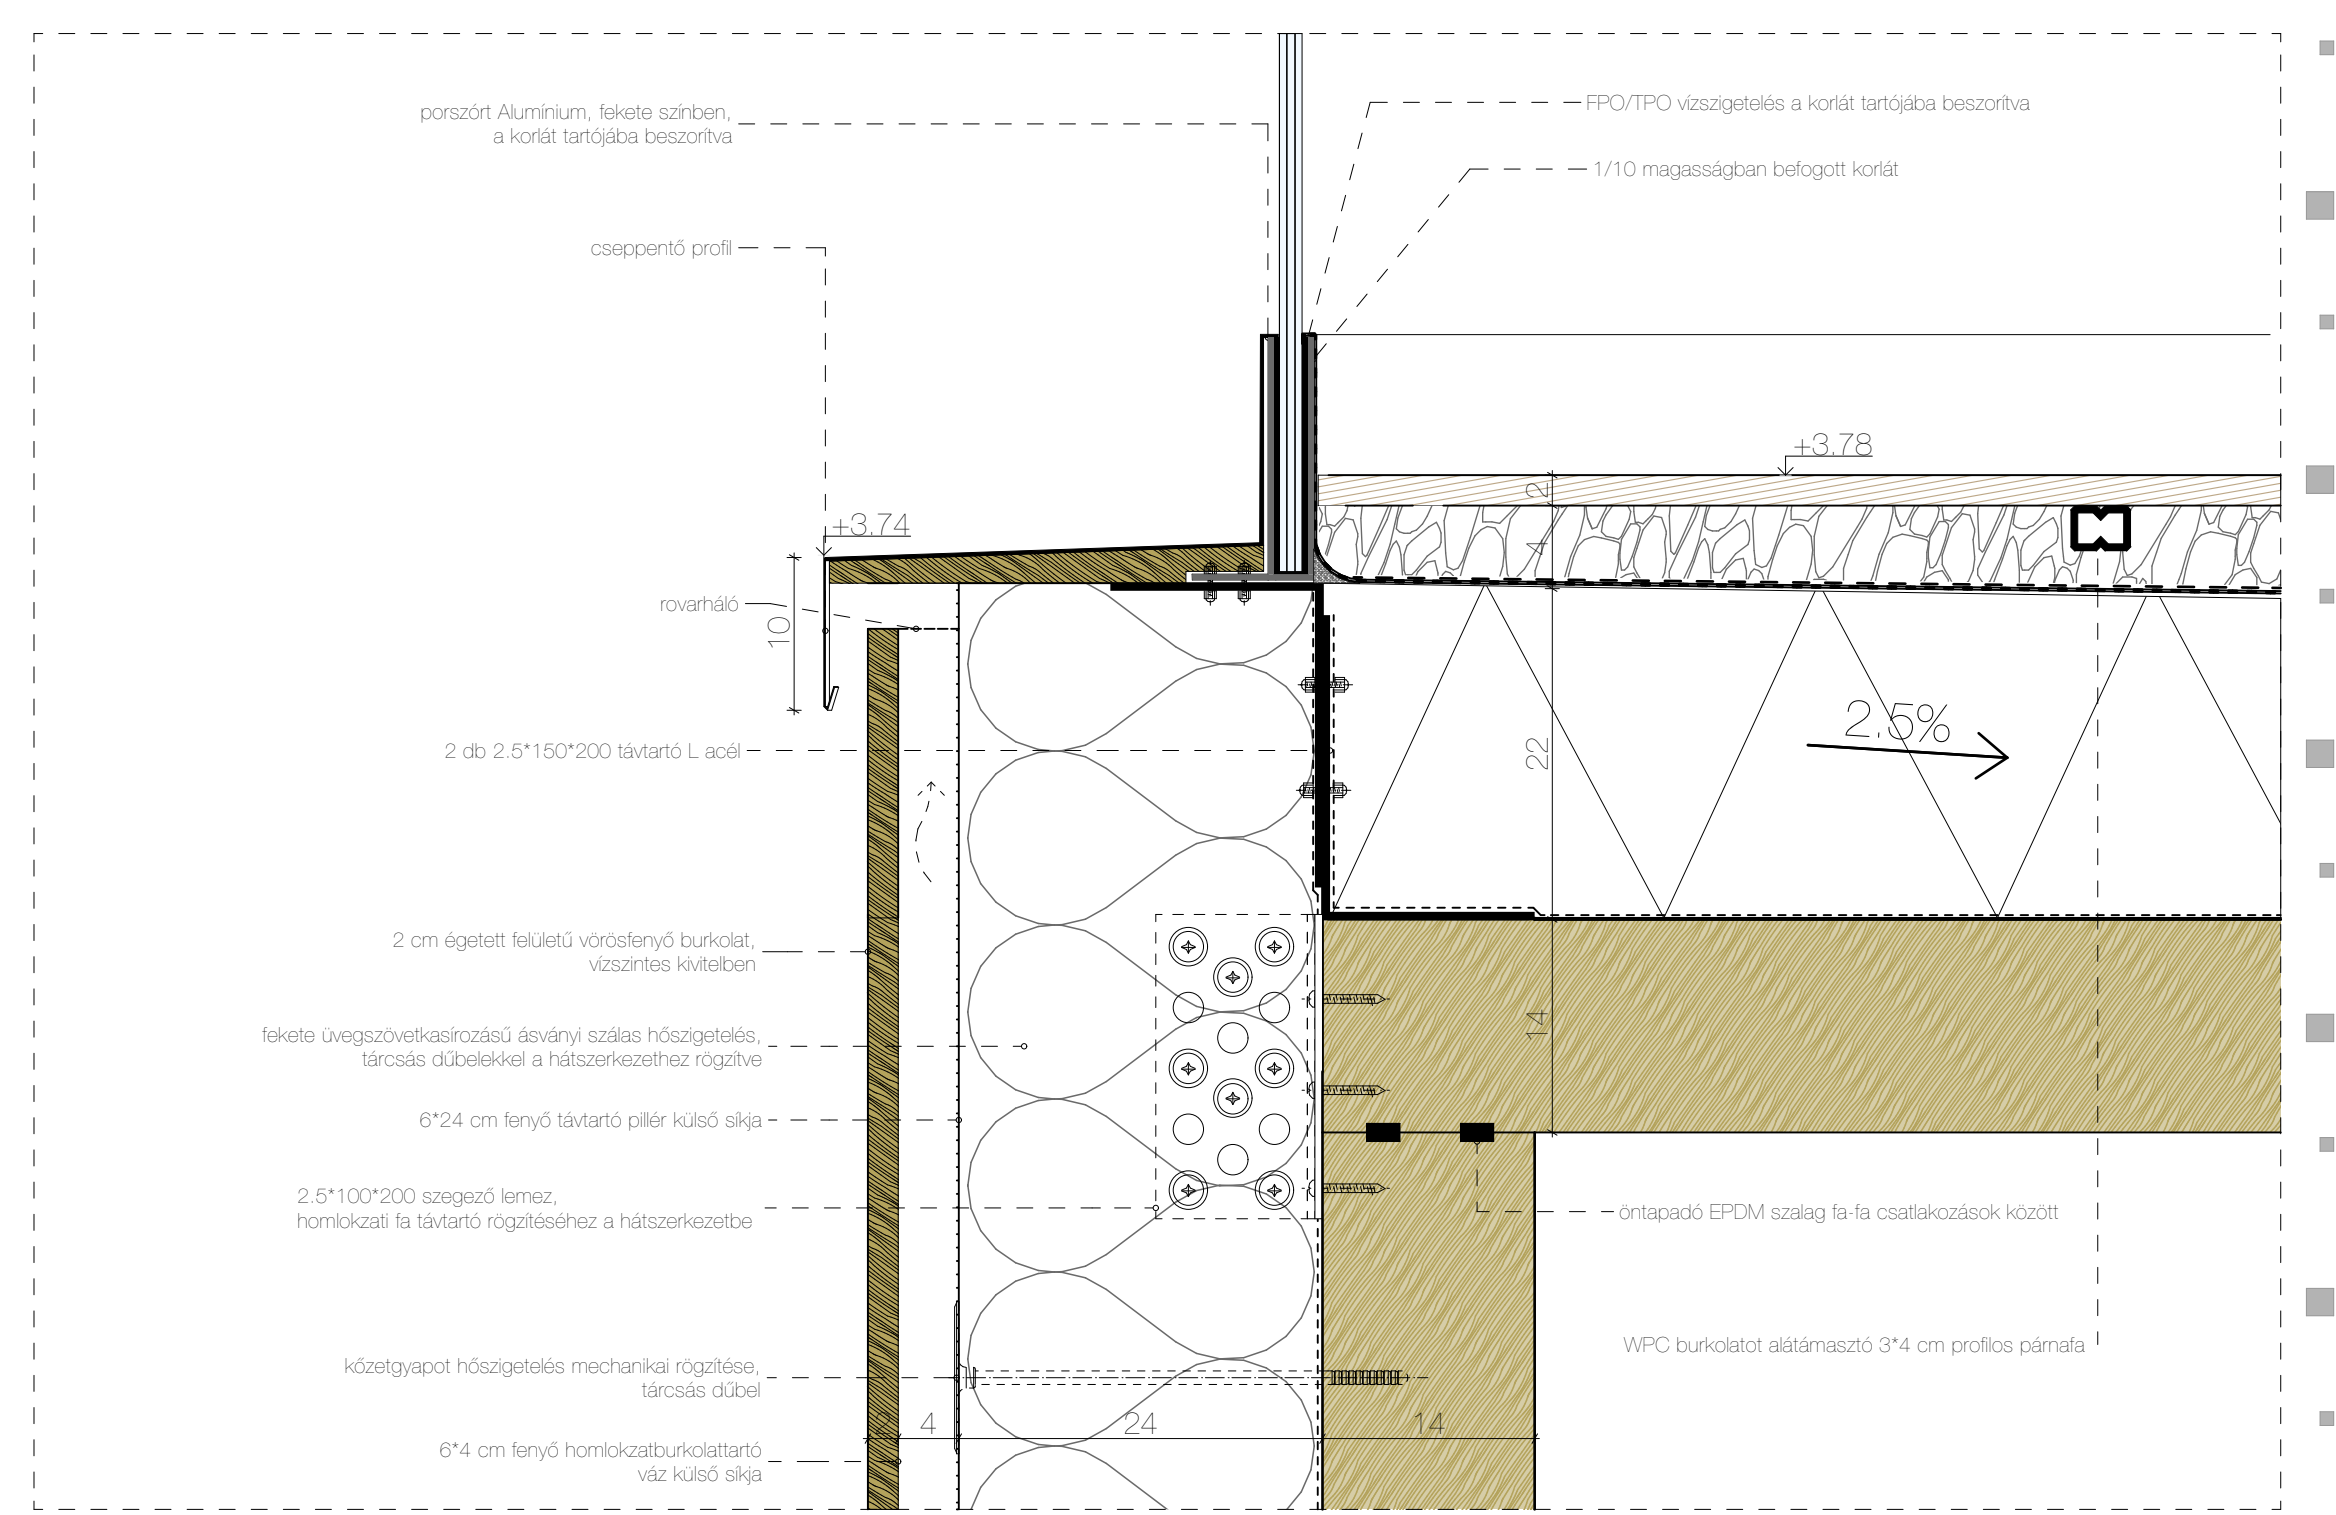 porszórt Alumínium, fekete színben,
a korlát tartójába beszorítva
FPO/TPO vízszigetelés a korlát tartójába beszorítva
1/10 magasságban befogott korlát
cseppentő profil
+3,78
2
+3,74
4
rovarháló
10
2 db 2.5*150*200 távtartó L acél
22
2,5%
2 cm égetett felületű vörösfenyő burkolat,
vízszintes kivitelben
14
fekete üvegszövetkasírozású ásványi szálas hőszigetelés,
tárcsás dűbelekkel a hátszerkezethez rögzítve
6*24 cm fenyő távtartó pillér külső síkja
2.5*100*200 szegező lemez,
homlokzati fa távtartó rögzítéséhez a hátszerkezetbe
öntapadó EPDM szalag fa-fa csatlakozások között
WPC burkolatot alátámasztó 3*4 cm profilos párnafa
kőzetgyapot hőszigetelés mechanikai rögzítése,
tárcsás dűbel
2 4 24 14
6*4 cm fenyő homlokzatburkolattartó
váz külső síkja